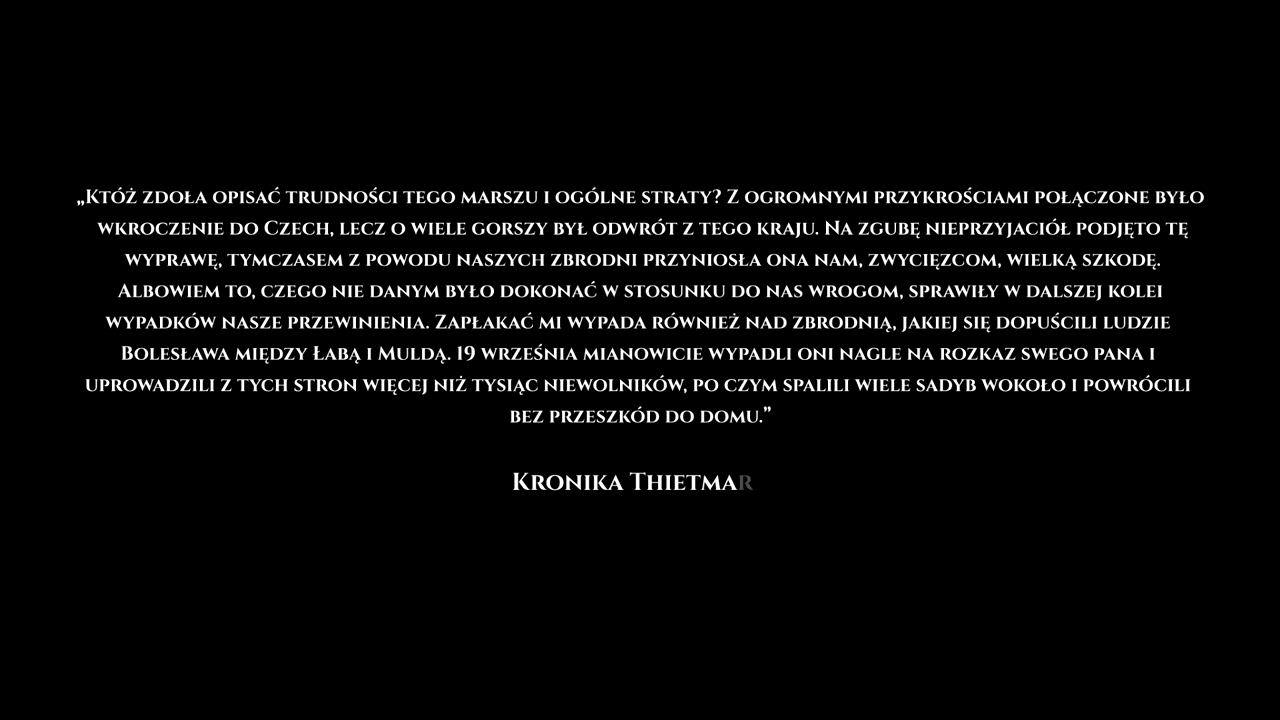 „Któż zdoła opisać trudności tego marszu i ogólne straty? Z ogromnymi przykrościami połączone było
wkroczenie do Czech, lecz o wiele gorszy był odwrót z tego kraju. Na zgubę nieprzyjaciół podjęto tę
wyprawę, tymczasem z powodu naszych zbrodni przyniosła ona nam, zwycięzcom, wielką szkodę.
Albowiem to, czego nie danym było dokonać w stosunku do nas wrogom, sprawiły w dalszej kolei
wypadków nasze przewinienia. Zapłakać mi wypada również nad zbrodnią, jakiej się dopuścili ludzie
Bolesława między Łabą i Muldą. 19 września mianowicie wypadli oni nagle na rozkaz swego pana i
uprowadzili z tych stron więcej niż tysiąc niewolników, po czym spalili wiele sadyb wokoło i powrócili
bez przeszkód do domu.”
Kronika Thietmar